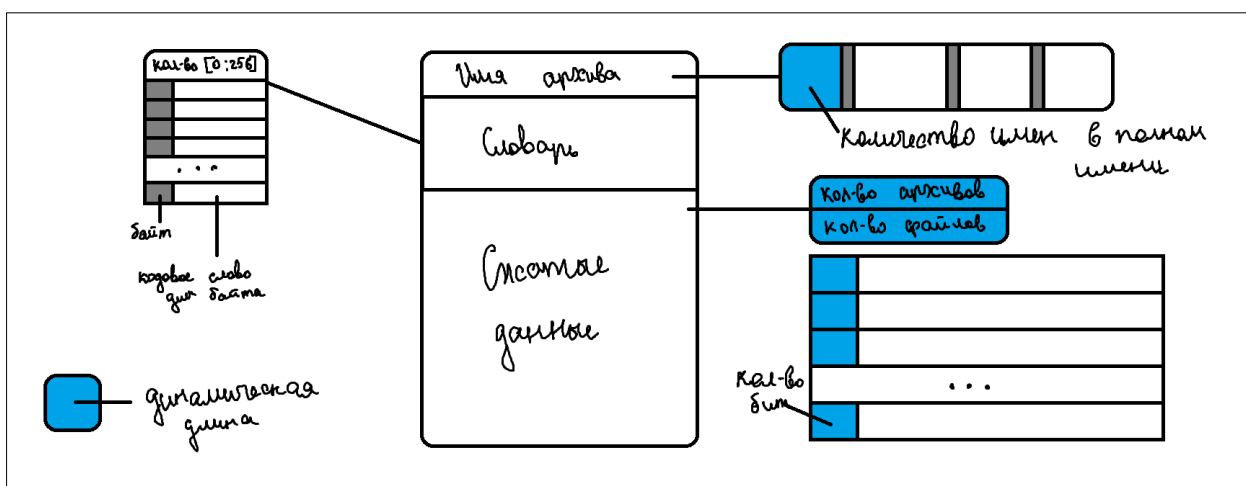 кол-во [0;256]
байт
кодовое слово
для байта
динамическая
длина
Имя архива
Словарь
Сжатые
данные
количество имен в полном
имени
кол-во архивов
кол-во файлов
...
кол-во
бит
...